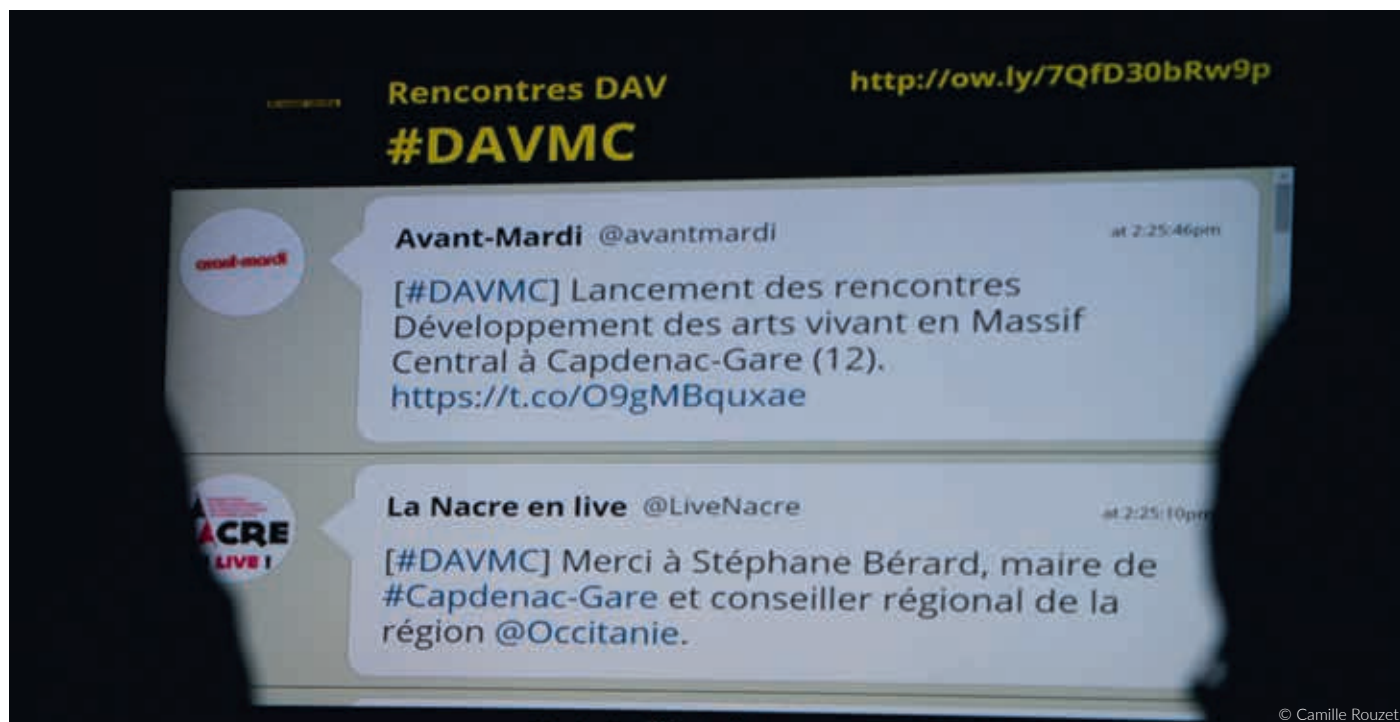 Rencontres DAV
http://ow.ly/7QfD30bRw9p
#DAVMC
avant-mardi
Avant-Mardi @avantmardi
at 2:25:46pm
[#DAVMC] Lancement des rencontres
Développement des arts vivant en Massif
Central à Capdenac-Gare (12).
https://t.co/O9gMBquxae
ACRE
LIVE !
La Nacre en live @LiveNacre
at 2:25:10pm
[#DAVMC] Merci à Stéphane Bérard, maire de
#Capdenac-Gare et conseiller régional de la
région @Occitanie.
© Camille Rouzet